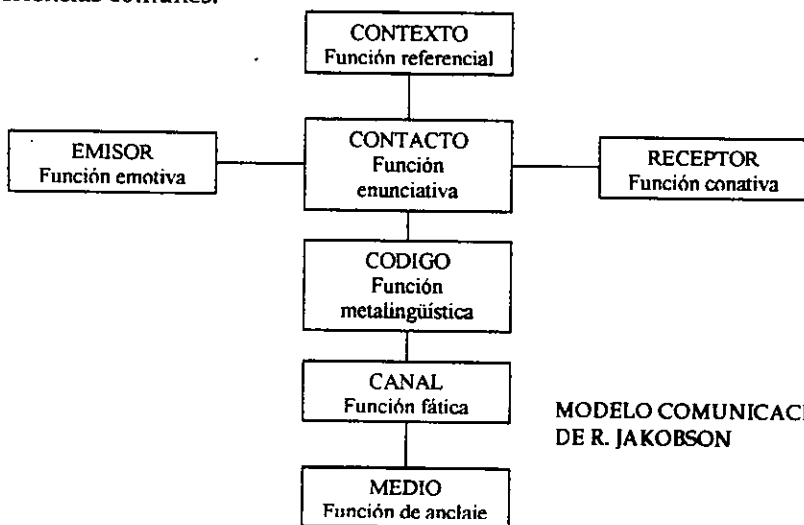 comunes.
CONTEXTO
Función referencial
EMISOR
Función emotiva
CONTACTO
Función
enunciativa
RECEPTOR
Función conativa
CODIGO
Función
metalingüística
CANAL
Función fática
MODELO
DE R. JAKOBSON
MEDIO
Función de anclaje